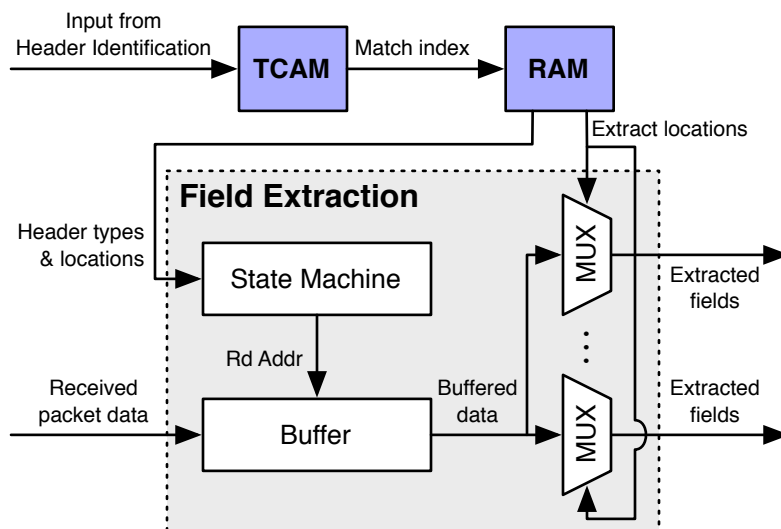 Input from
Header Identification
TCAM
Match index
RAM
Extract locations
Field Extraction
Header types
& locations
State Machine
MUX
Extracted
fields
Rd Addr
...
Received
packet data
Buffer
Buffered
data
MUX
Extracted
fields